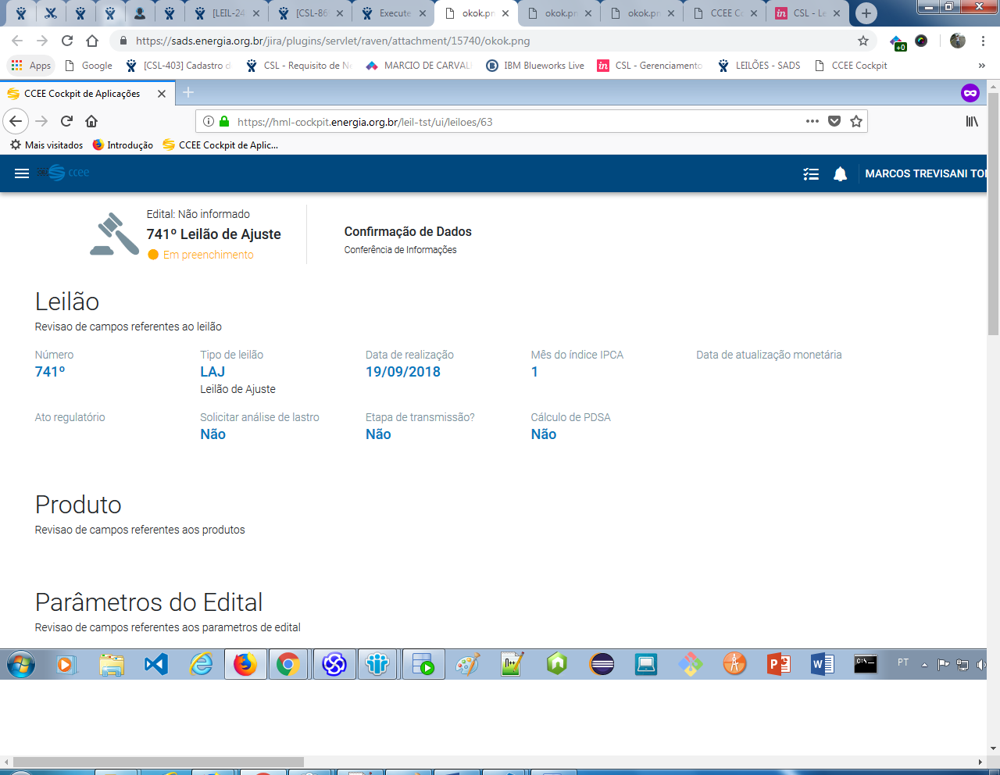 [LEIL-24
[CSL-86
Execute
okok.pn
okok.pn
okok.pn
CCEE Co
CSL - Le
https://sads.energia.org.br/jira/plugins/servlet/raven/attachment/15740/okok.png
+0
Apps
Google
[CSL-403] Cadastro d
CSL - Requisito de Ne
MARCIO DE CARVAL
IBM Blueworks Live
CSL - Gerenciamento
LEILÕES - SADS
CCEE Cockpit
»
CCEE Cockpit de Aplicações
https://hml-cockpit.energia.org.br/leil-tst/ui/leiloes/63
Mais visitados
Introdução
CCEE Cockpit de Aplic...
ccee
MARCOS TREVISANI TO
Edital: Não informado
741º Leilão de Ajuste
Em preenchimento
Confirmação de Dados
Conferência de Informações
Leilão
Revisao de campos referentes ao leilão
Número
741º
Tipo de leilão
LAJ
Leilão de Ajuste
Data de realização
19/09/2018
Mês do índice IPCA
1
Data de atualização monetária
Ato regulatório
Solicitar análise de lastro
Não
Etapa de transmissão?
Não
Cálculo de PDSA
Não
Produto
Revisao de campos referentes aos produtos
Parâmetros do Edital
Revisao de campos referentes aos parametros de edital
PT